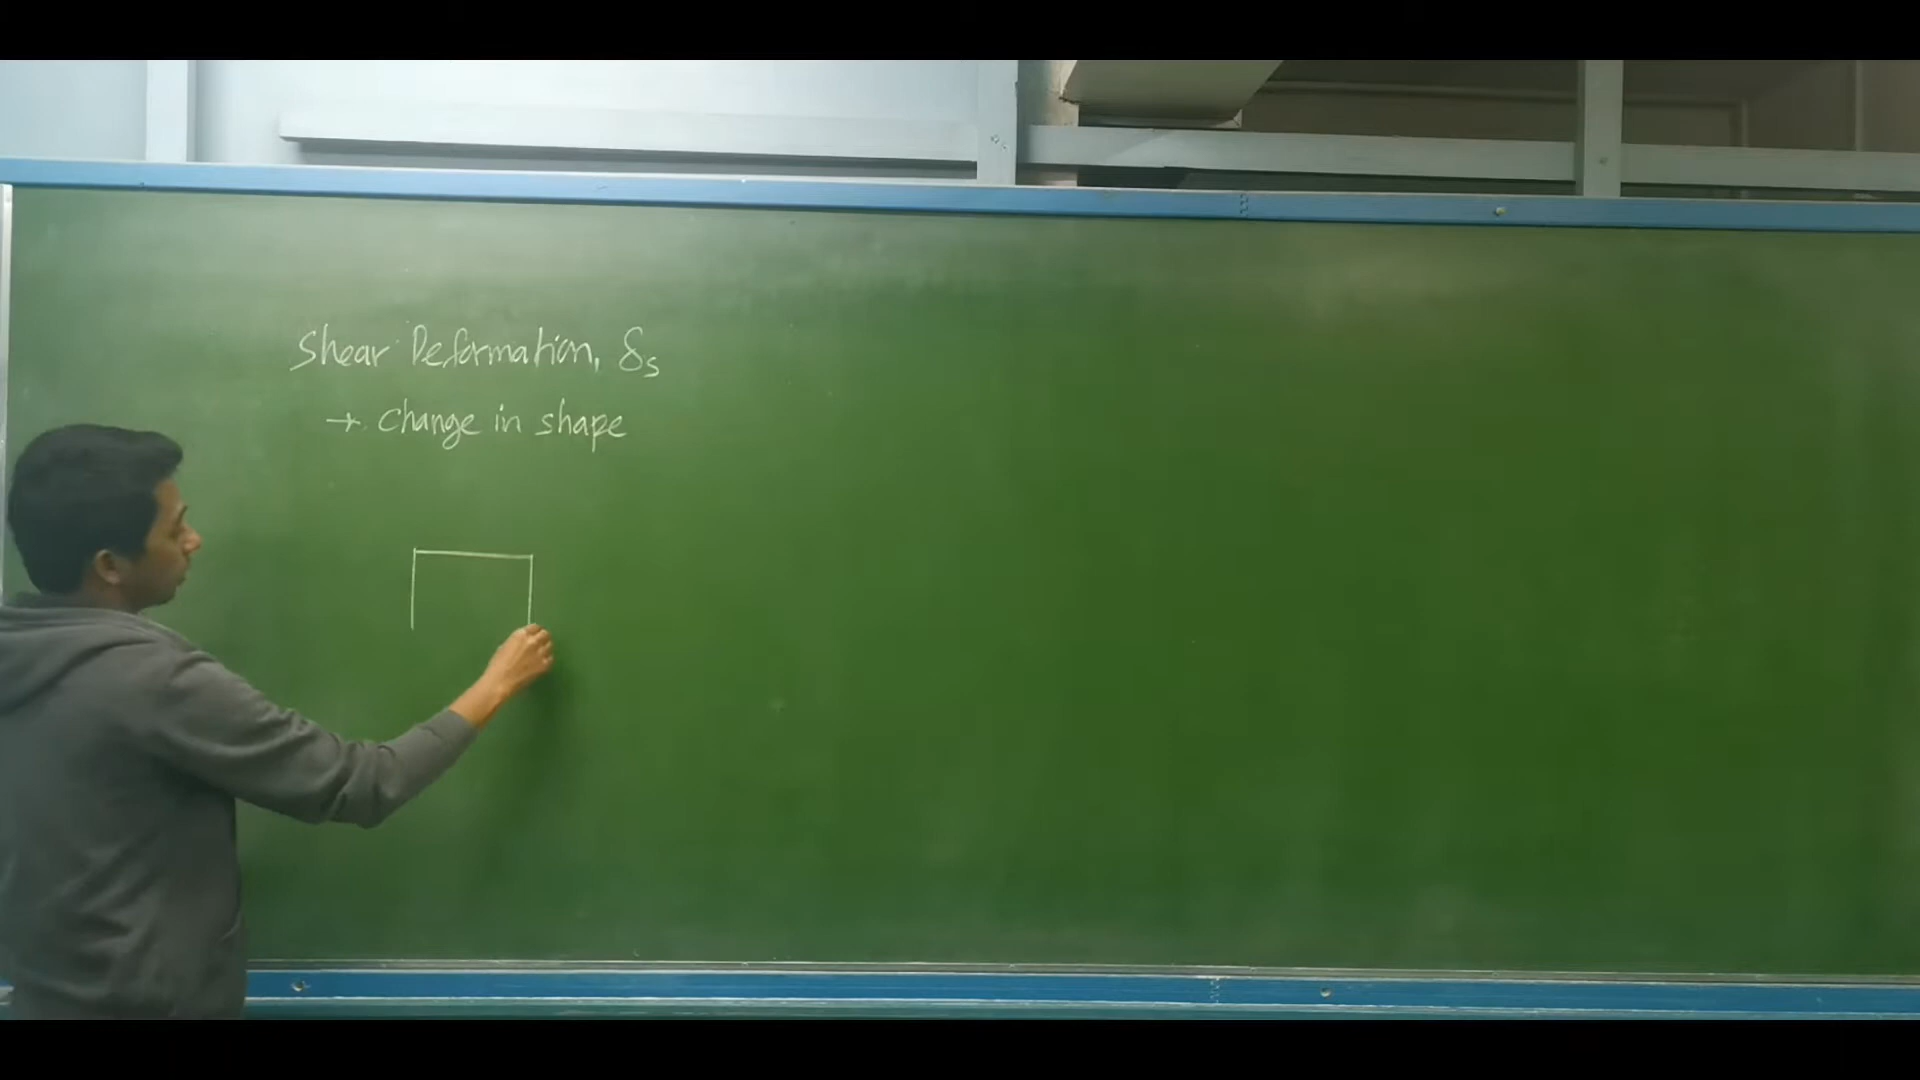 Shear Deformation, δs
→ change in shape